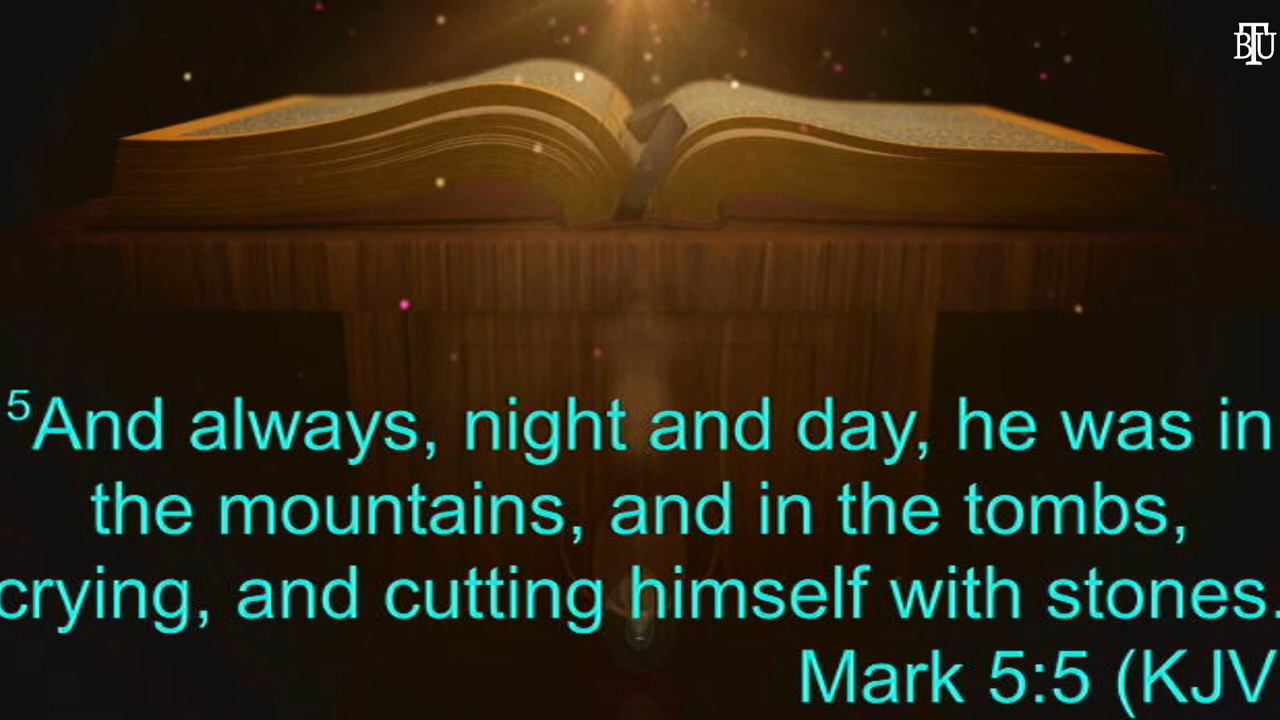 BTU
⁵And always, night and day, he was in
the mountains, and in the tombs,
crying, and cutting himself with stones.
Mark 5:5 (KJV